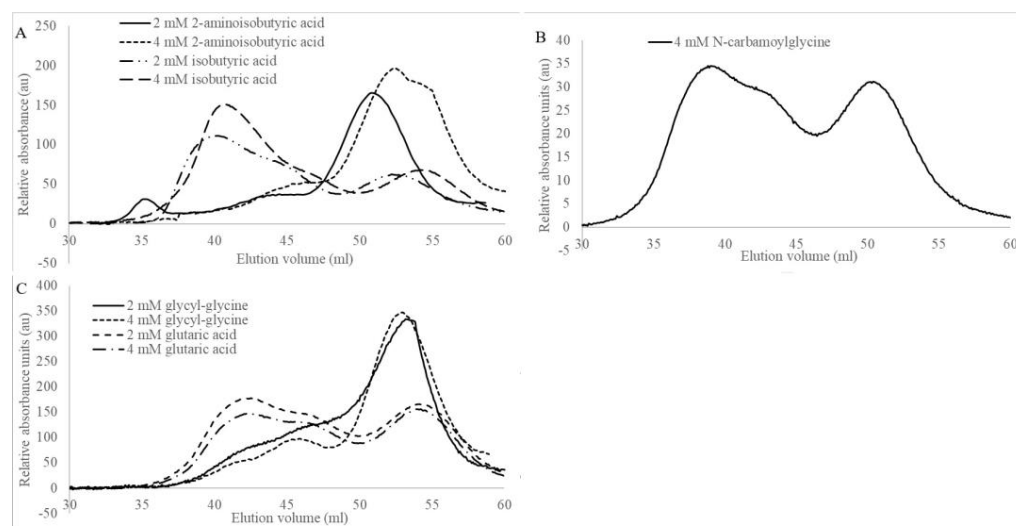 A
2 mM 2-aminoisobutyric acid
4 mM 2-aminoisobutyric acid
2 mM isobutyric acid
4 mM isobutyric acid
Relative absorbance (au)
250
200
150
100
50
0
-50
30 35 40 45 50 55 60
Elution volume (ml)
B
4 mM N-carbamoylglycine
Relative absorbance units (au)
40
35
30
25
20
15
10
5
0
-5
30 35 40 45 50 55 60
Elution volume (ml)
C
2 mM glycyl-glycine
4 mM glycyl-glycine
2 mM glutaric acid
4 mM glutaric acid
Relative absorbance units (au)
400
350
300
250
200
150
100
50
0
-50
30 35 40 45 50 55 60
Elution volume (ml)